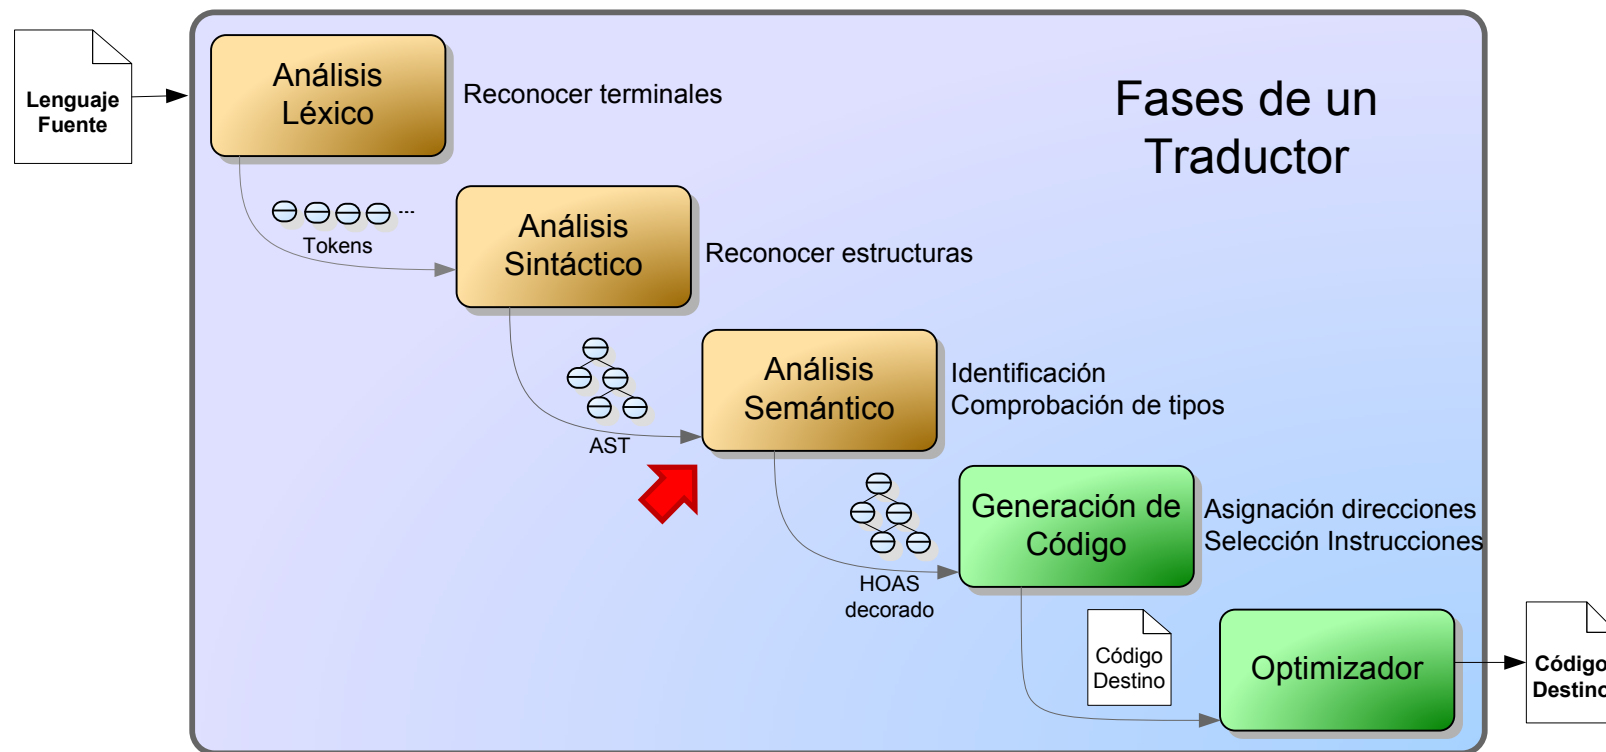 Lenguaje
Fuente
Análisis
Léxico
Reconocer terminales
Fases de un
Traductor
...
Tokens
Análisis
Sintáctico
Reconocer estructuras
AST
Análisis
Semántico
Identificación
Comprobación de tipos
HOAS
decorado
Generación de
Código
Asignación direcciones
Selección Instrucciones
Código
Destino
Optimizador
Código
Destino